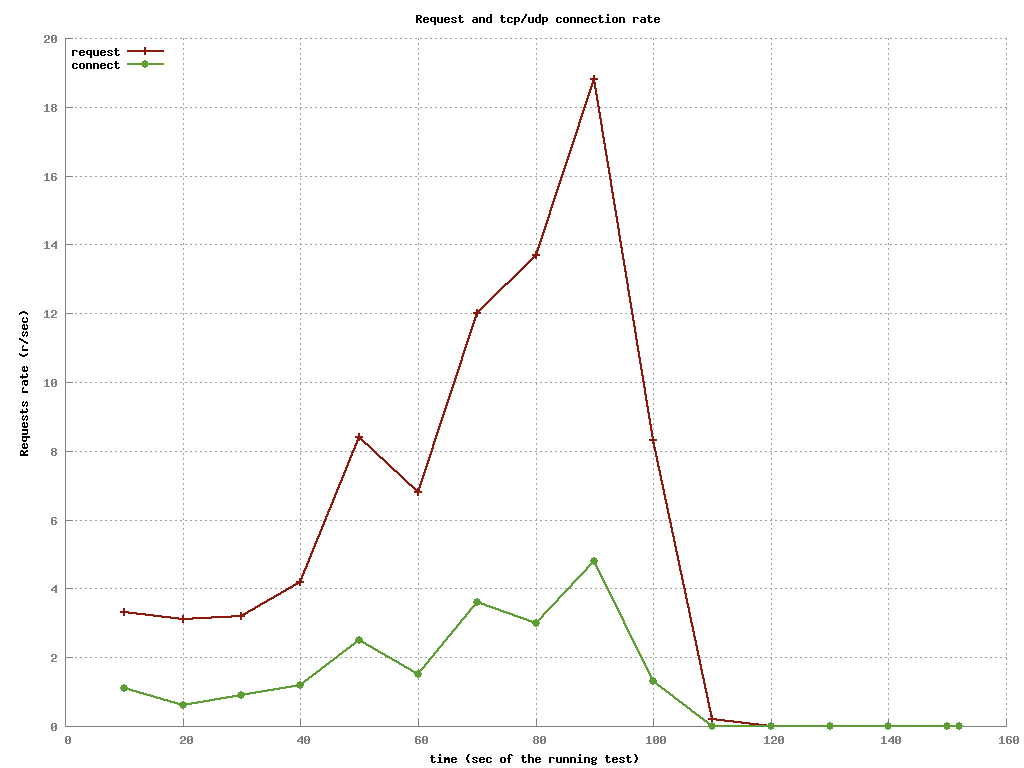 Request and tcp/udp connection rate
request
connect
20
18
16
14
12
10
8
6
4
2
0
Requests rate (r/sec)
0 20 40 60 80 100 120 140 160
time (sec of the running test)